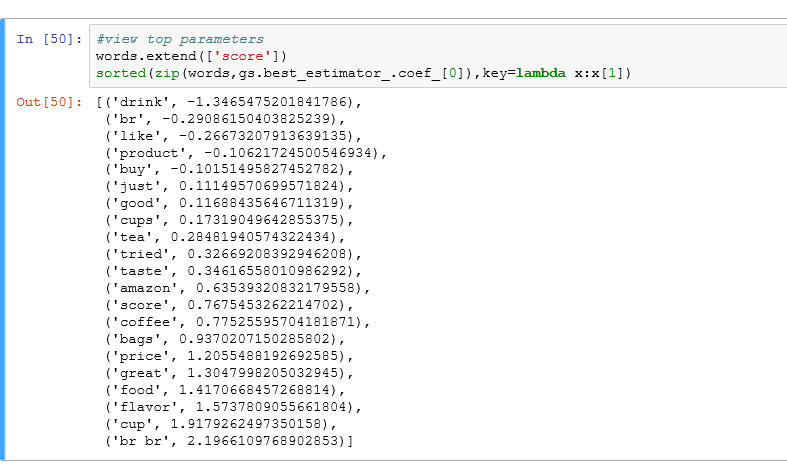 In [50]: #view top parameters
words.extend(['score'])
sorted(zip(words,gs.best_estimator_.coef_[0]),key=lambda x:x[1])
Out[50]: [('drink', -1.3465475201841786),
('br', -0.29086150403825239),
('like', -0.26673207913639135),
('product', -0.10621724500546934),
('buy', -0.10151495827452782),
('just', 0.11149570699571824),
('good', 0.11688435646711319),
('cups', 0.17319049642855375),
('tea', 0.28481940574322434),
('tried', 0.32669208392946208),
('taste', 0.34616558010986292),
('amazon', 0.63539320832179558),
('score', 0.7675453262214702),
('coffee', 0.77525595704181871),
('bags', 0.9370207150285802),
('price', 1.2055488192692585),
('great', 1.3047998205032945),
('food', 1.4170668457268814),
('flavor', 1.5737809055661804),
('cup', 1.9179262497350158),
('br br', 2.1966109768902853)]